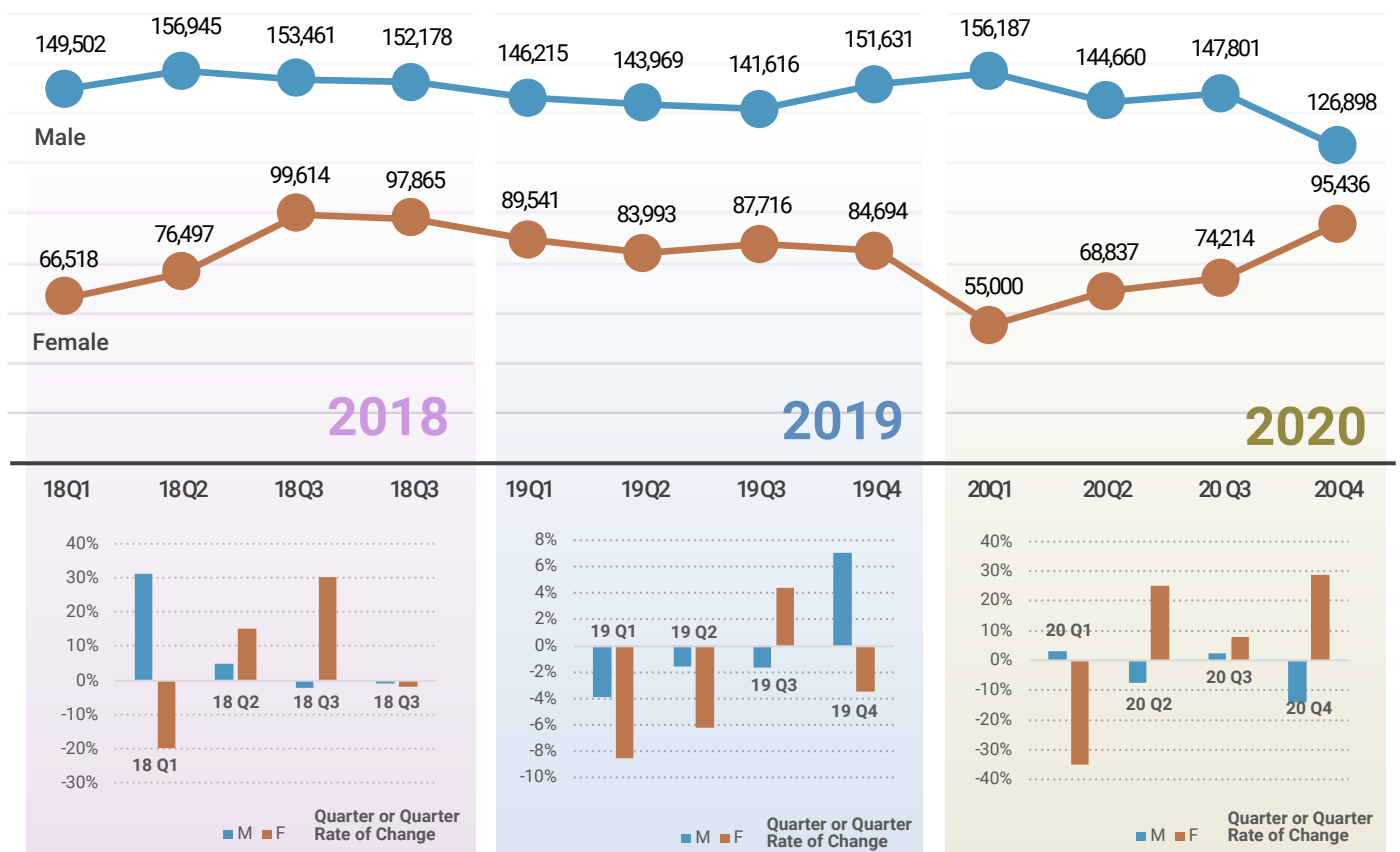 149,502
156,945
153,461
152,178
146,215
143,969
141,616
151,631
156,187
144,660
147,801
126,898
Male
66,518
76,497
99,614
97,865
89,541
83,993
87,716
84,694
55,000
68,837
74,214
95,436
Female
2018
2019
2020
18Q1 18Q2 18Q3 18Q3 19Q1 19Q2 19Q3 19Q4 20Q1 20Q2 20 Q3 20Q4
40%
30%
20%
10%
0%
-10%
-20%
-30%
18 Q1
18 Q2
18 Q3
18 Q3
M F
Quarter or Quarter
Rate of Change
8%
6%
4%
2%
0%
-2%
-4%
-6%
-8%
-10%
19 Q1
19 Q2
19 Q3
19 Q4
M F
Quarter or Quarter
Rate of Change
40%
30%
20%
10%
0%
-10%
-20%
-30%
-40%
20 Q1
20 Q2
20 Q3
20 Q4
M F
Quarter or Quarter
Rate of Change